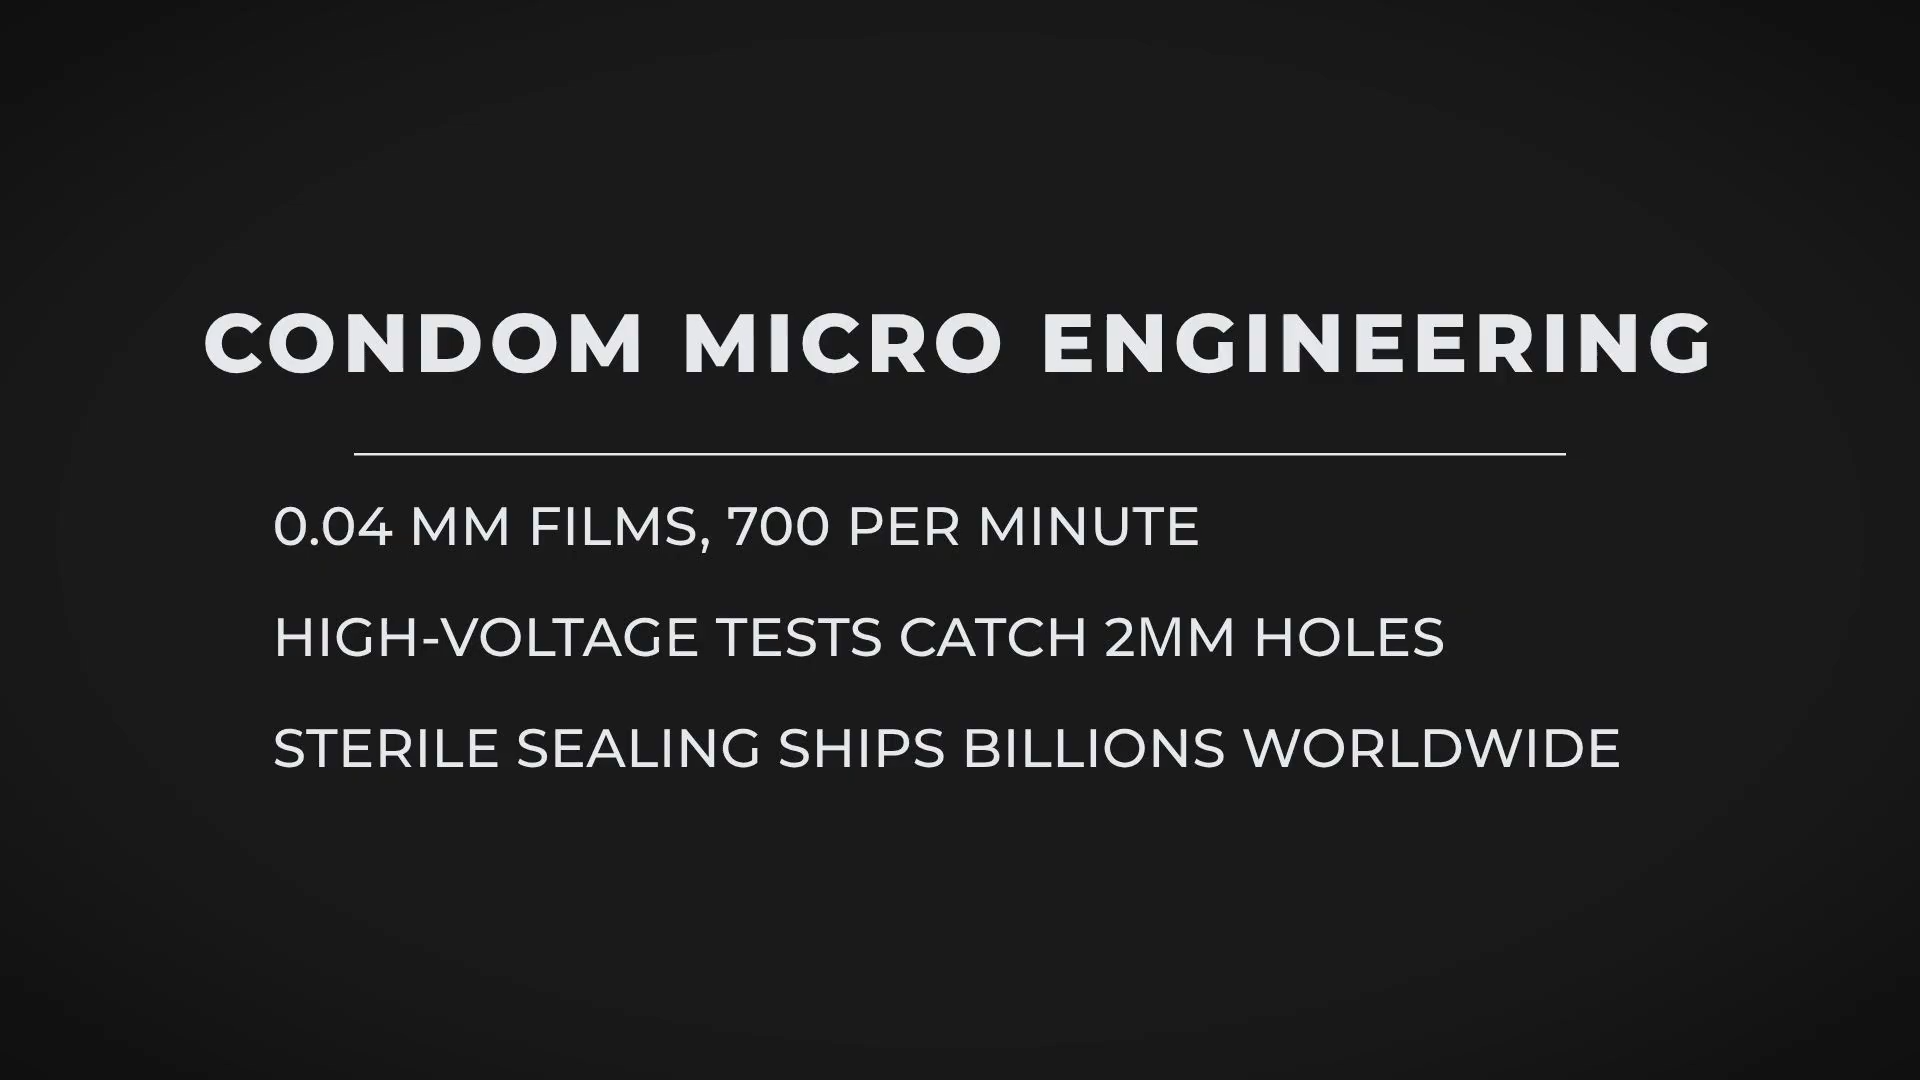 CONDOM MICRO ENGINEERING
0.04 MM FILMS, 700 PER MINUTE
HIGH-VOLTAGE TESTS CATCH 2MM HOLES
STERILE SEALING SHIPS BILLIONS WORLDWIDE